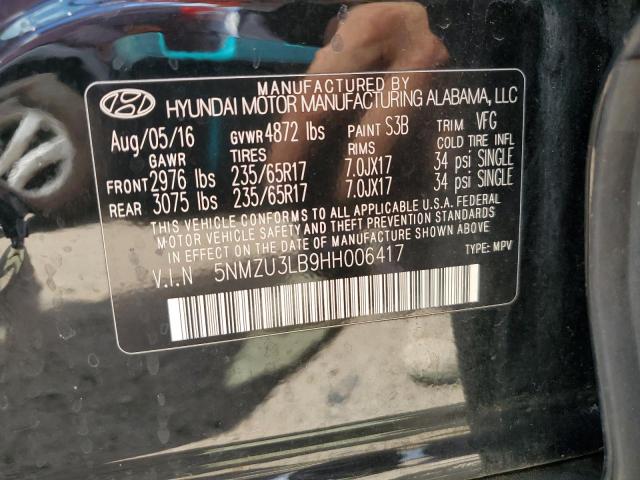 MANUFACTURED BY
HYUNDAI MOTOR MANUFACTURING ALABAMA, LLC
Aug/05/16 GVWR 4872 lbs PAINT S3B TRIM VFG
GAWR TIRES RIMS COLD TIRE INFL
FRONT 2976 lbs 235/65R17 7.0JX17 34 psi SINGLE
REAR 3075 lbs 235/65R17 7.0JX17 34 psi SINGLE
THIS VEHICLE CONFORMS TO ALL APPLICABLE U.S.A. FEDERAL
MOTOR VEHICLE SAFETY AND THEFT PREVENTION STANDARDS
IN EFFECT ON THE DATE OF MANUFACTURE SHOWN ABOVE.
V.I.N 5NMZU3LB9HH006417 TYPE: MPV